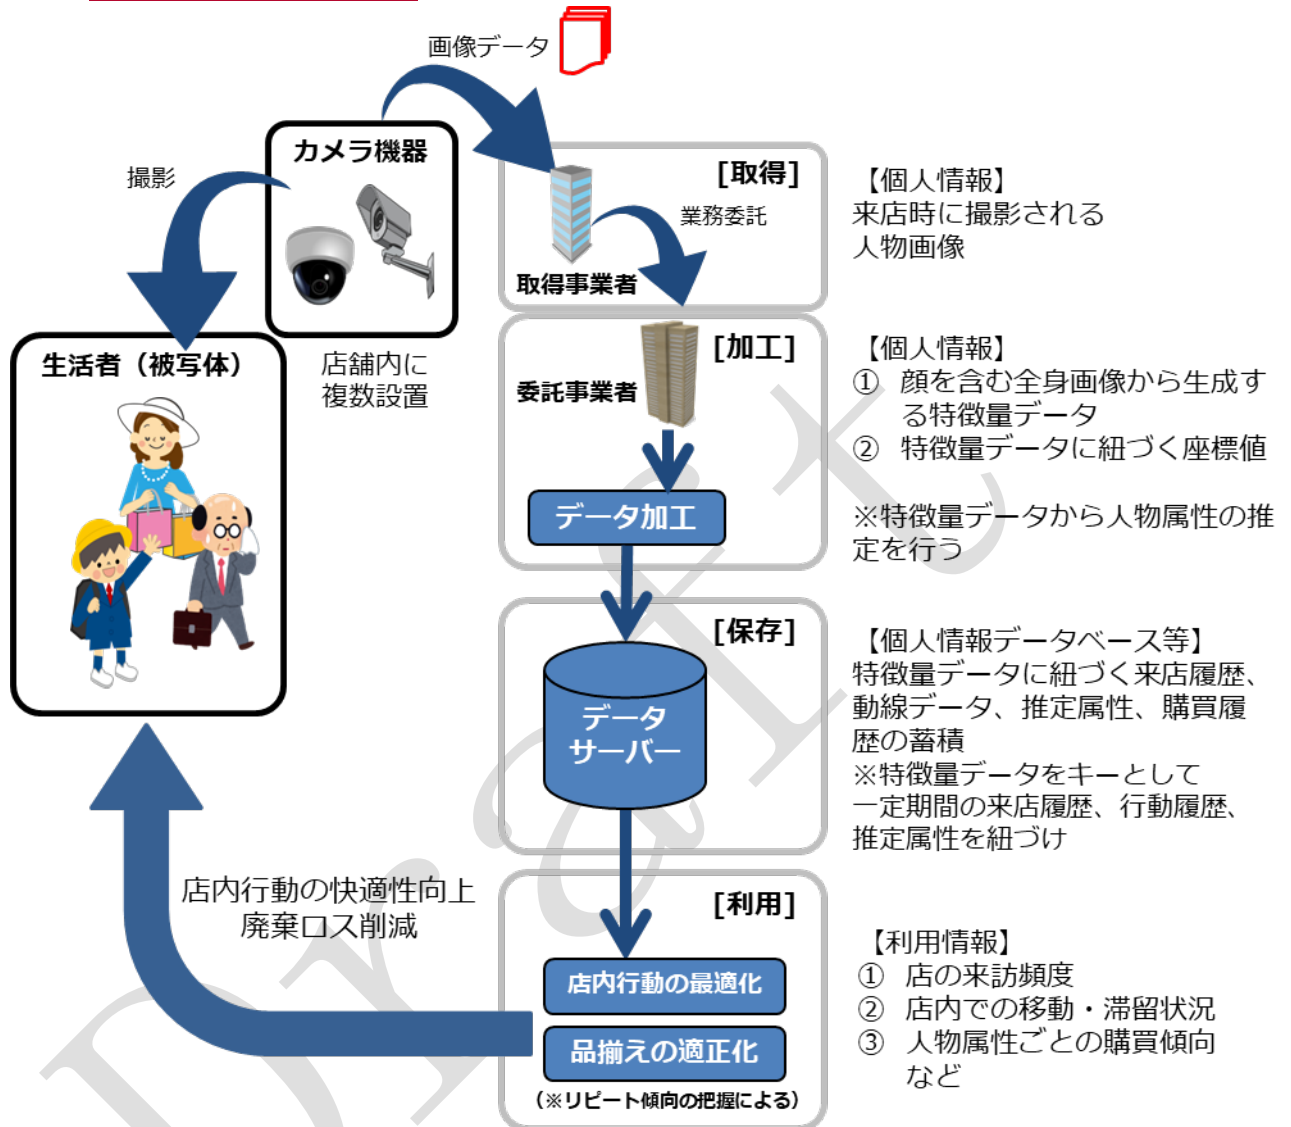 画像データ
カメラ機器
撮影
店舗内に
複数設置
生活者（被写体）
[取得]
業務委託
取得事業者
【個人情報】
来店時に撮影される
人物画像
[加工]
委託事業者
データ加工
【個人情報】
① 顔を含む全身画像から生成す
る特徴量データ
② 特徴量データに紐づく座標値
※特徴量データから人物属性の推
定を行う
[保存]
データ
サーバー
【個人情報データベース等】
特徴量データに紐づく来店履歴、
動線データ、推定属性、購買履
歴の蓄積
※特徴量データをキーとして
一定期間の来店履歴、行動履歴、
推定属性を紐づけ
店内行動の快適性向上
廃棄ロス削減
[利用]
店内行動の最適化
品揃えの適正化
（※リピート傾向の把握による）
【利用情報】
① 店の来訪頻度
② 店内での移動・滞留状況
③ 人物属性ごとの購買傾向
など
Draft